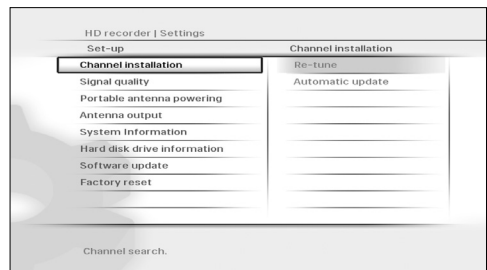 HD recorder | Settings
Set-up
Channel installation
Channel installation
Signal quality
Portable antenna powering
Antenna output
System Information
Hard disk drive information
Software update
Factory reset
Re-tune
Automatic update
Channel search.